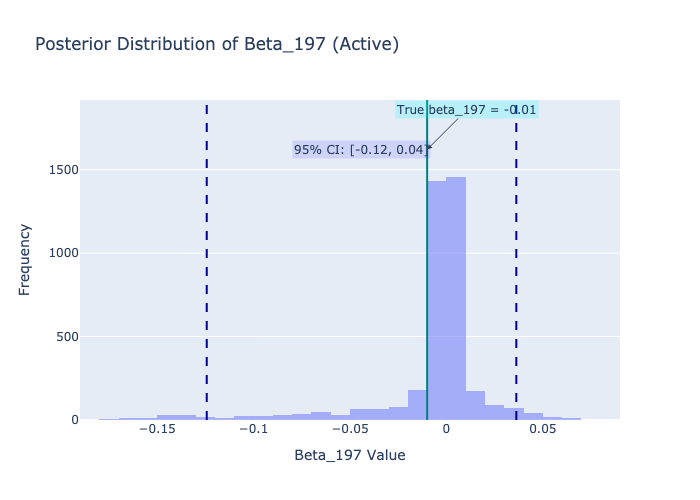 Posterior Distribution of Beta_197 (Active)
True beta_197 = -0.01
95% CI: [-0.12, 0.04]
1500
1000
500
0
Frequency
−0.15
−0.1
−0.05
0
0.05
Beta_197 Value